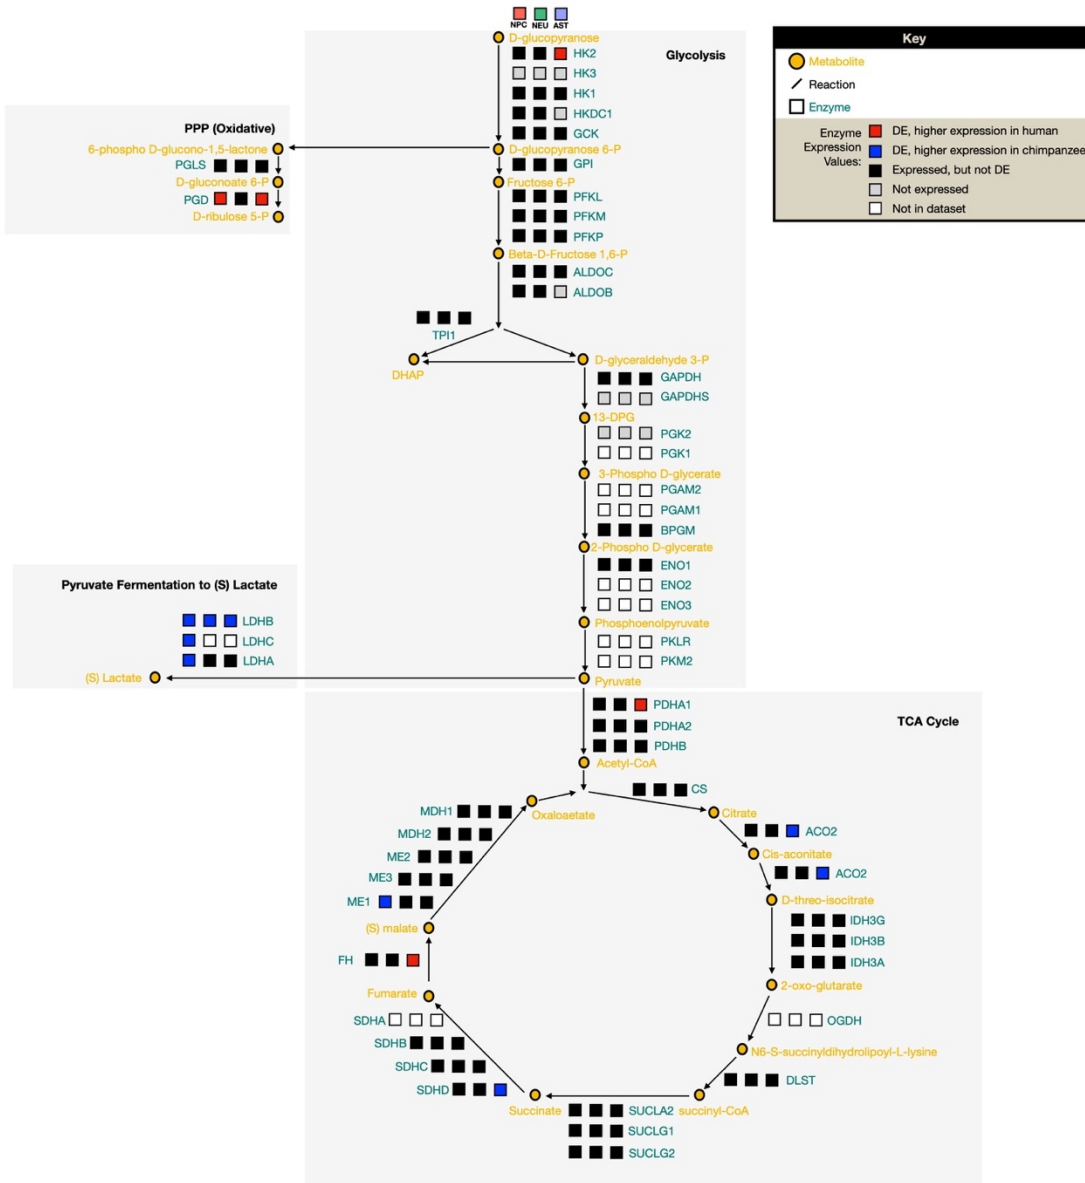 NPC NEU AST
D-glucopyranose
Glycolysis
HK2
HK3
HK1
HKDC1
GCK
Key
Metabolite
Reaction
Enzyme
Enzyme Expression Values:
DE, higher expression in human
DE, higher expression in chimpanzee
Expressed, but not DE
Not expressed
Not in dataset
PPP (Oxidative)
6-phospho D-glucono-1,5-lactone
PGLS
D-gluconoate 6-P
PGD
D-ribulose 5-P
D-glucopyranose 6-P
GPI
Fructose 6-P
PFKL
PFKM
PFKP
Beta-D-Fructose 1,6-P
ALDOC
ALDOB
TPI1
DHAP
D-glyceraldehyde 3-P
GAPDH
GAPDHS
13-DPG
PGK2
PGK1
3-Phospho D-glycerate
PGAM2
PGAM1
BPGM
2-Phospho D-glycerate
ENO1
ENO2
ENO3
Phosphoenolpyruvate
PKLR
PKM2
Pyruvate
Pyruvate Fermentation to (S) Lactate
LDHB
LDHC
LDHA
(S) Lactate
PDHA1
PDHA2
PDHB
TCA Cycle
Acetyl-CoA
CS
Citrate
ACO2
Cis-aconitate
ACO2
D-threo-isocitrate
IDH3G
IDH3B
IDH3A
2-oxo-glutarate
OGDH
N6-S-succinyldihydrolipoyl-L-lysine
DLST
succinyl-CoA
SUCLA2
SUCLG1
SUCLG2
Succinate
SDHA
SDHB
SDHC
SDHD
Fumarate
FH
(S) malate
MDH1
MDH2
ME2
ME3
ME1
Oxaloaetate